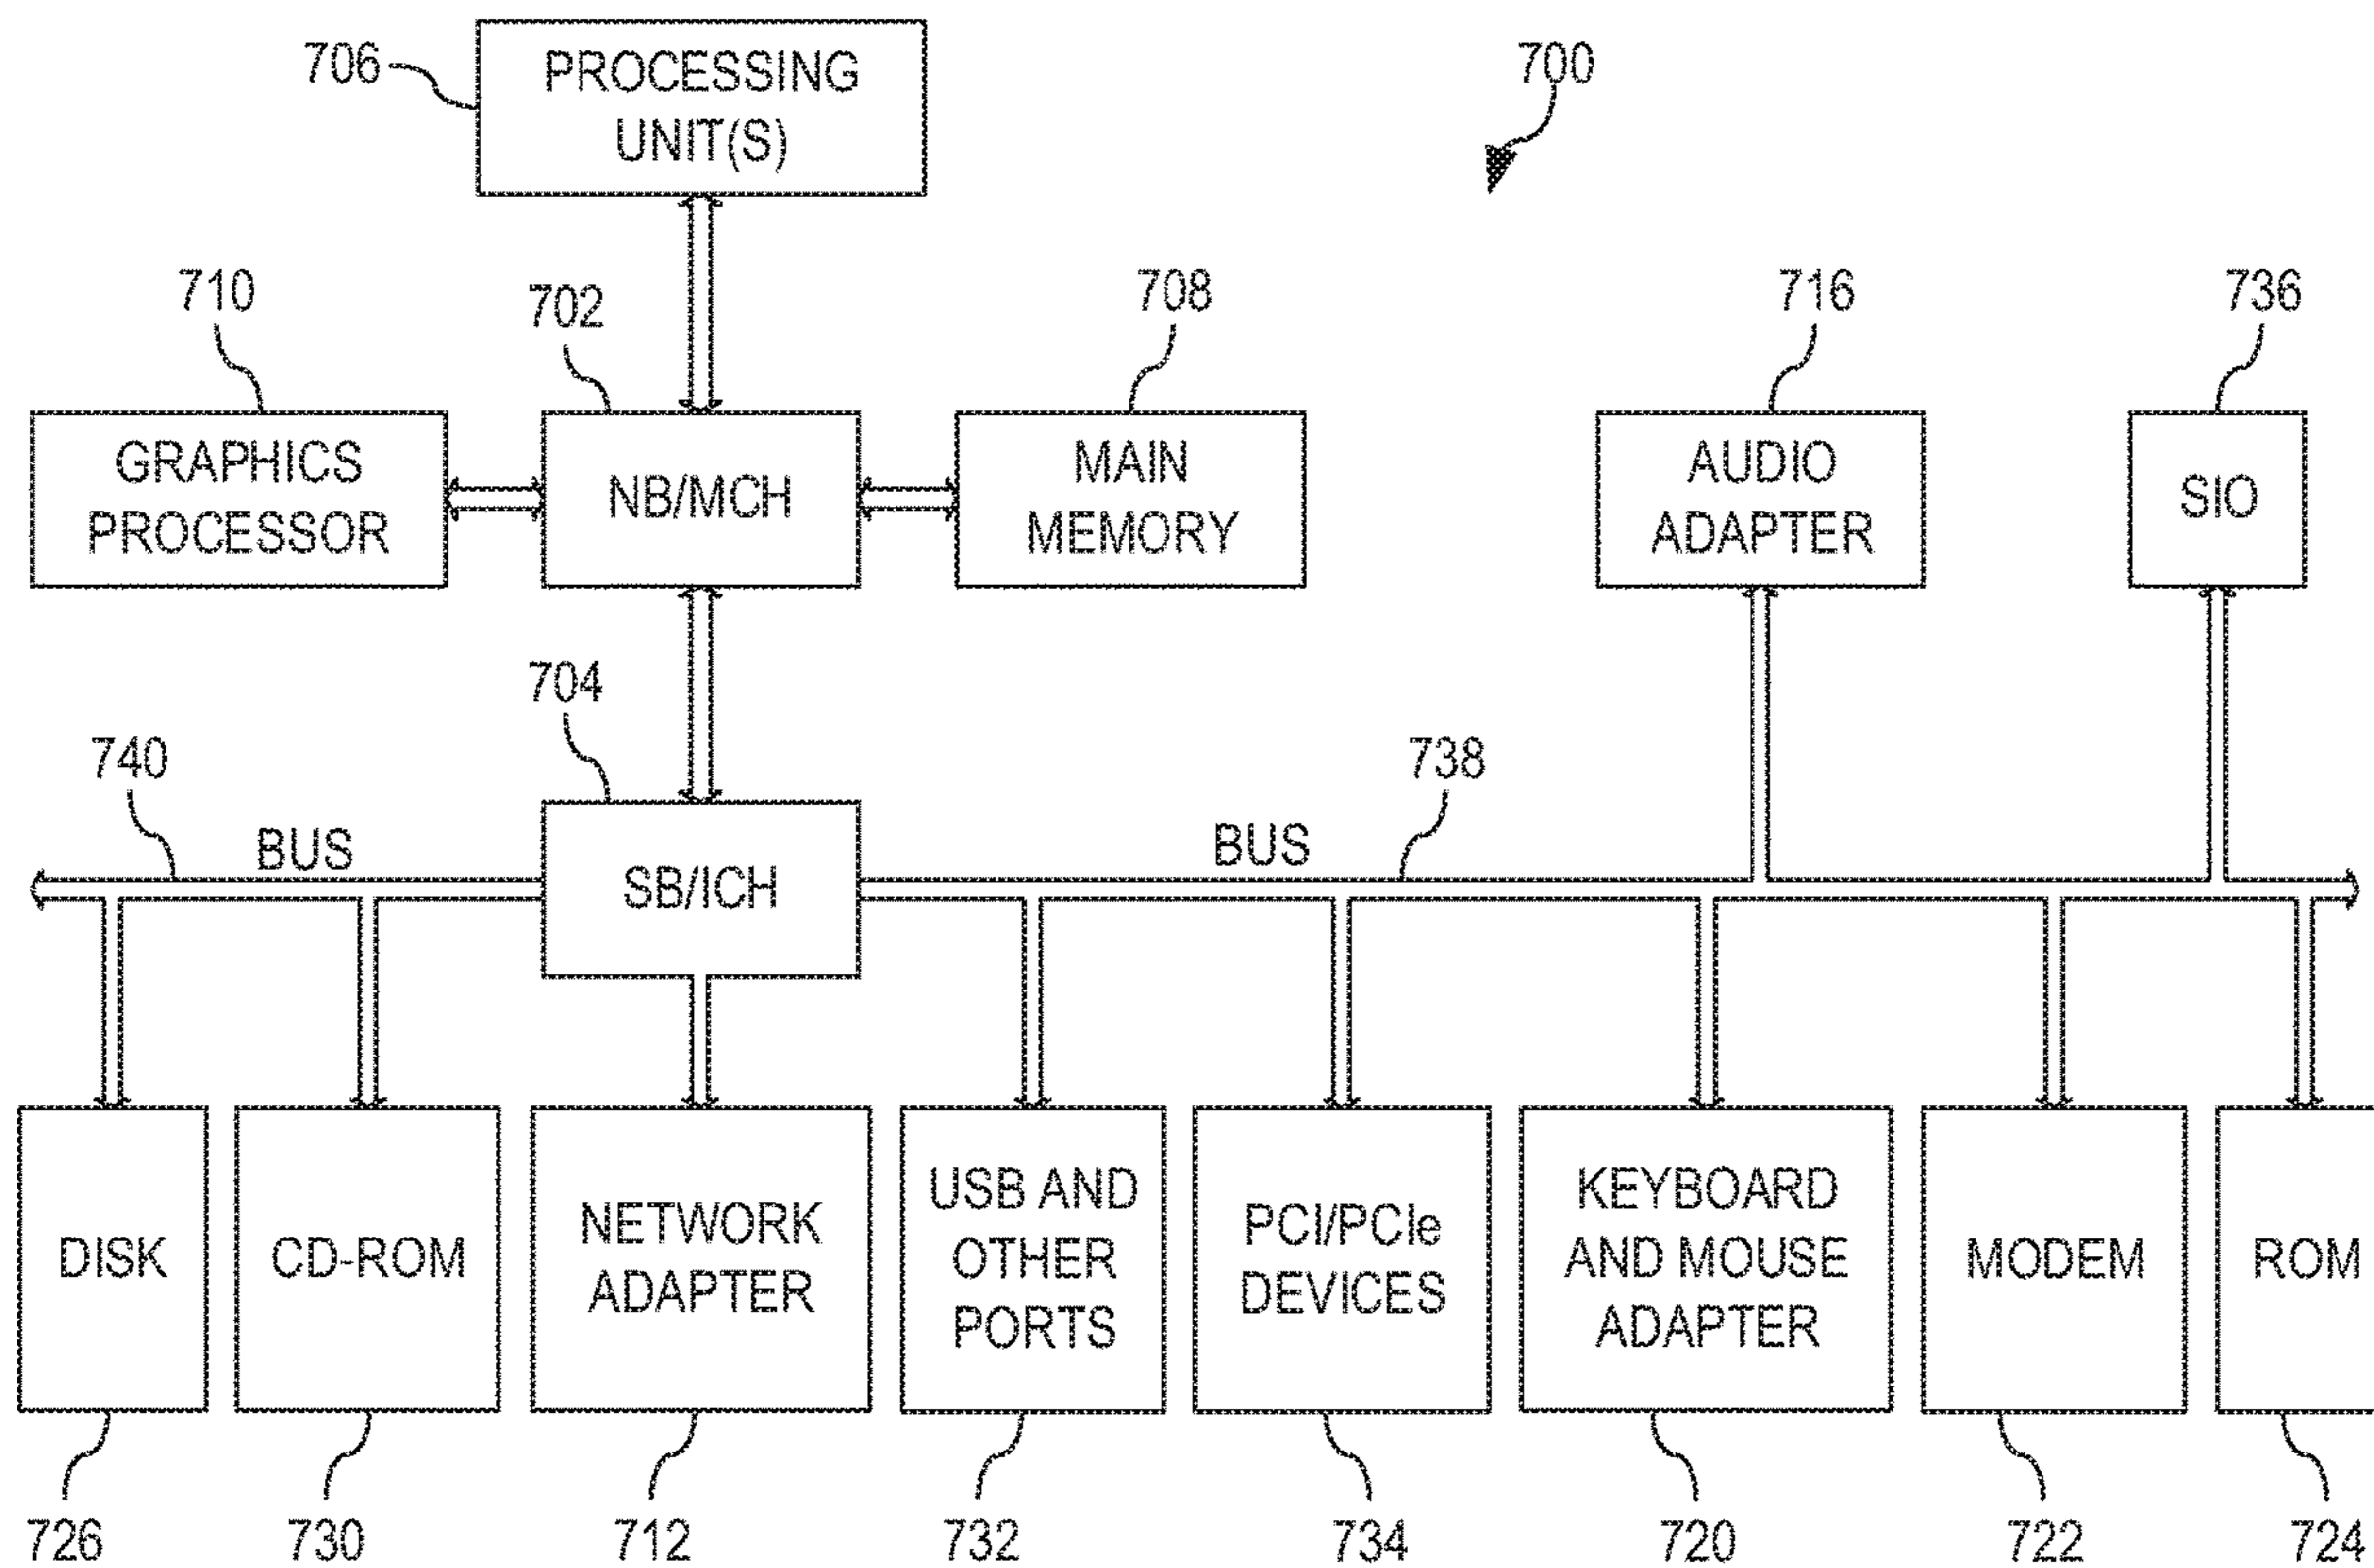 706
PROCESSING
UNIT(S)
700
710
702
708
716
736
GRAPHICS
PROCESSOR
NB/MCH
MAIN
MEMORY
AUDIO
ADAPTER
SIO
704
740
738
BUS
BUS
SB/ICH
DISK
CD-ROM
NETWORK
ADAPTER
USB AND
OTHER
PORTS
PCI/PCIe
DEVICES
KEYBOARD
AND MOUSE
ADAPTER
MODEM
ROM
726
730
712
732
734
720
722
724